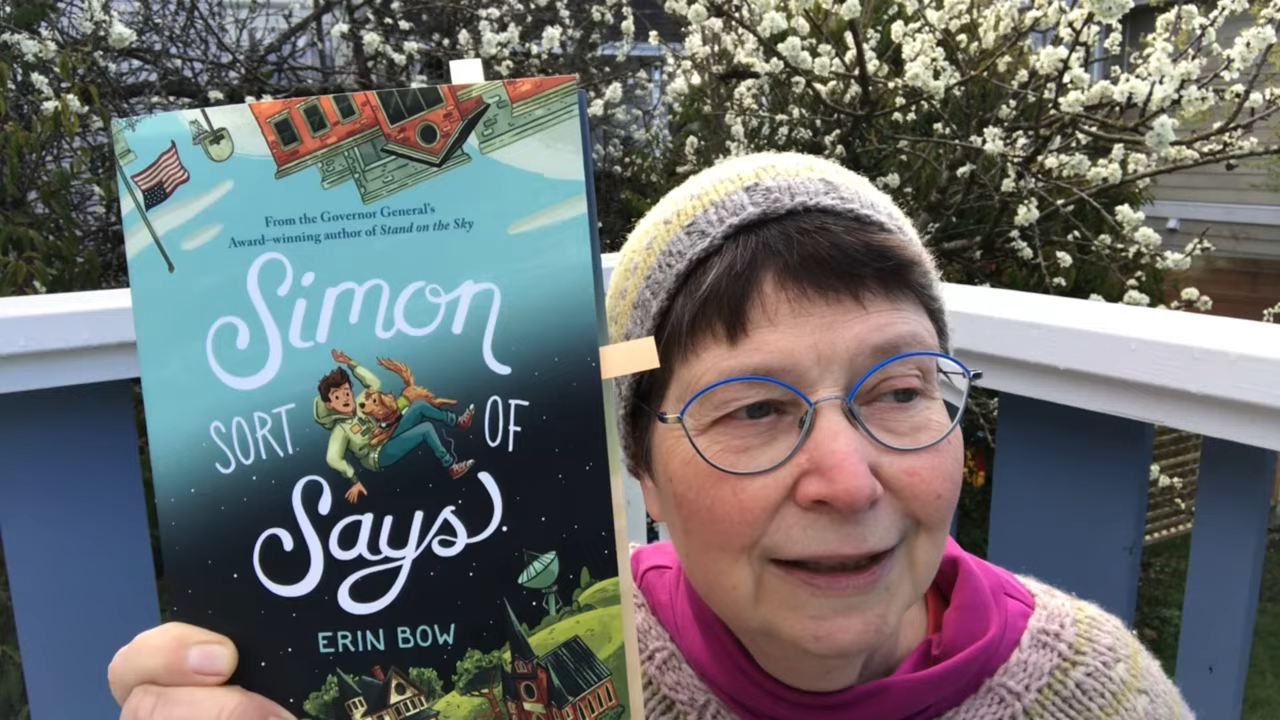 From the Governor General's
Award–winning author of Stand on the Sky
Simon
SORT OF
Says
ERIN BOW